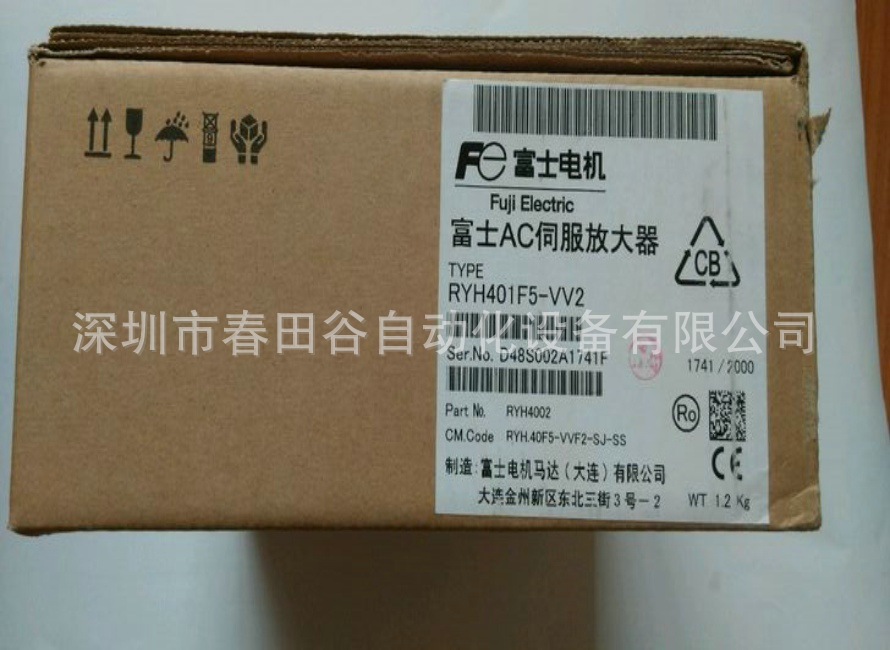 Fe 富士电机
Fuji Electric
富士AC伺服放大器
CB
TYPE
RYH401F5-VV2
深圳市春田谷自动化设备有限公司
Ser.No. D48S002A1741F
1741/2000
Part No. RYH4002
Ro
CM.Code RYH.40F5-VVF2-SJ-SS
CE
制造：富士电机马达（大连）有限公司
大连金州新区东北三街3号-2
WT 1.2 Kg